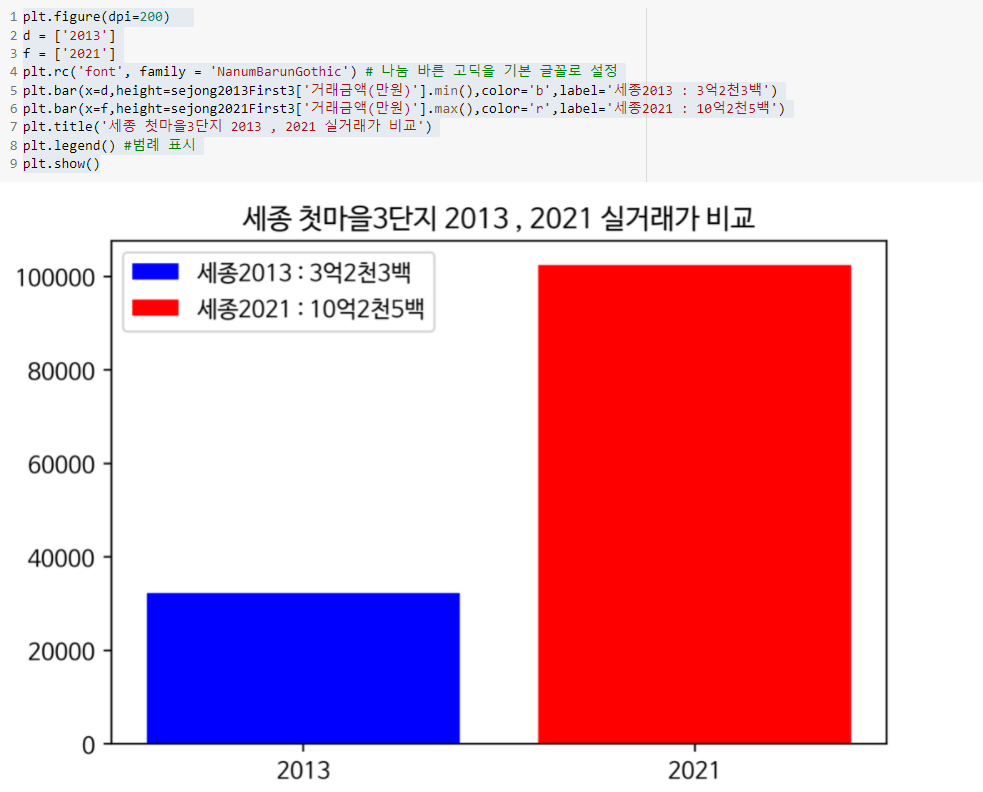 1 plt.figure(dpi=200)
2 d = ['2013']
3 f = ['2021']
4 plt.rc('font', family = 'NanumBarunGothic') # 나눔 바른 고딕을 기본 글꼴로 설정
5 plt.bar(x=d,height=sejong2013First3['거래금액(만원)'].min(),color='b',label='세종2013 : 3억2천3백')
6 plt.bar(x=f,height=sejong2021First3['거래금액(만원)'].max(),color='r',label='세종2021 : 10억2천5백')
7 plt.title('세종 첫마을3단지 2013 , 2021 실거래가 비교')
8 plt.legend() #범례 표시
9 plt.show()
세종 첫마을3단지 2013 , 2021 실거래가 비교
세종2013 : 3억2천3백
세종2021 : 10억2천5백
100000
80000
60000
40000
20000
0
2013 2021